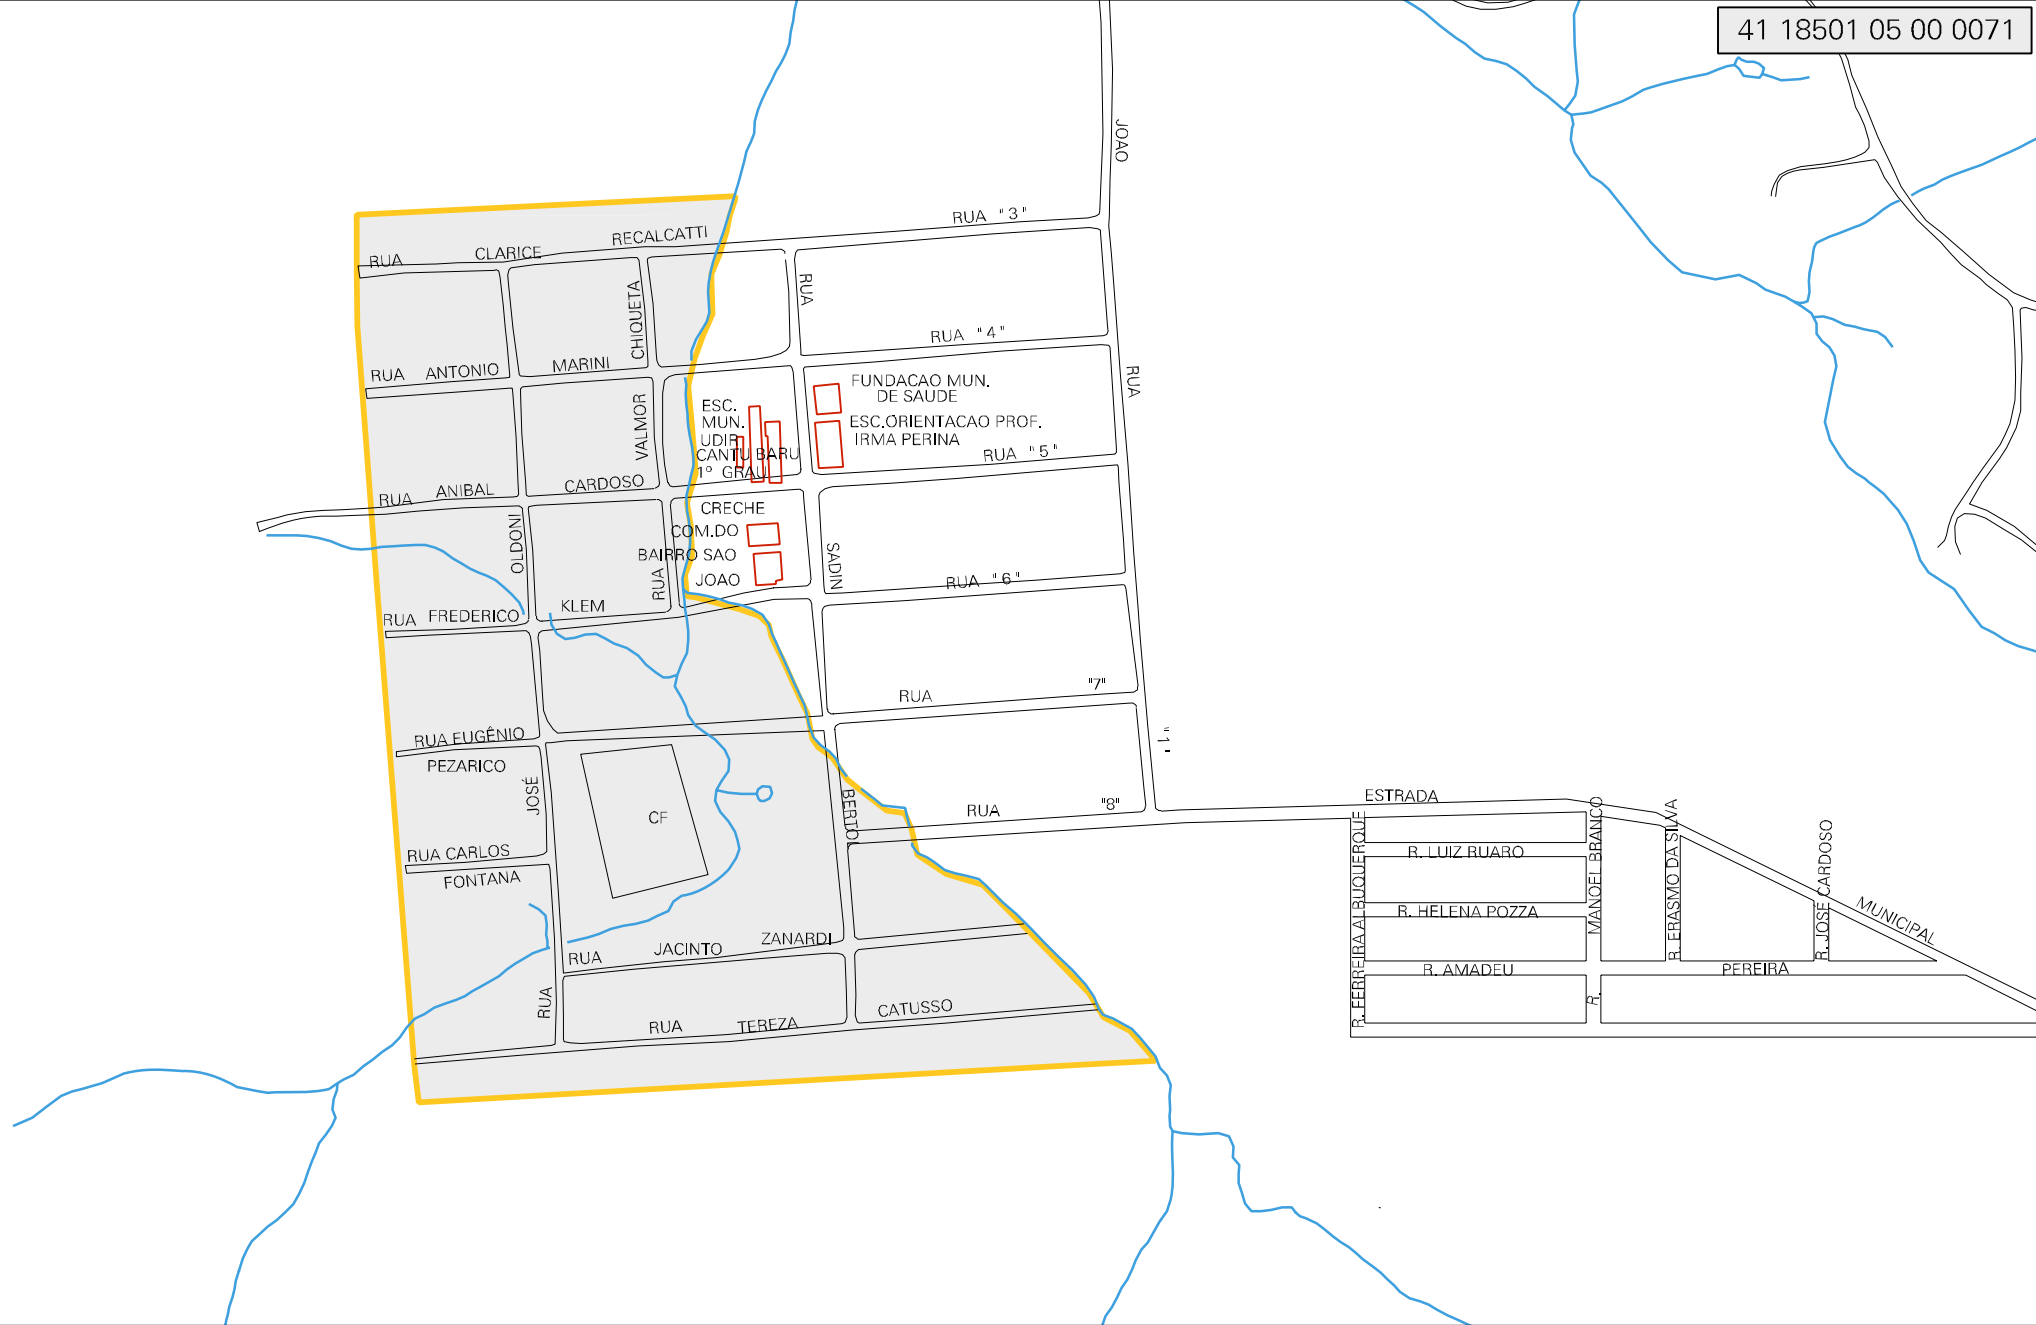 41 18501 05 00 0071
JOAO
RUA "3"
RUA CLARICE RECALCATTI
RUA
CHIQUETA
RUA "4"
RUA ANTONIO MARINI
RUA
FUNDACAO MUN.
DE SAUDE
ESC.
MUN.
UDIR
CANTU BARU
1º GRAU
ESC.ORIENTACAO PROF.
IRMA PERINA
VALMOR
RUA "5"
RUA ANIBAL CARDOSO
CRECHE
COM.DO
BAIRRO SAO
JOAO
OLDONI
RUA
SADIN
RUA "6"
RUA FREDERICO KLEM
RUA "7"
RUA EUGÊNIO
PEZARICO
"1"
JOSÉ
CF
BERTO
RUA "8"
ESTRADA
RUA CARLOS
FONTANA
R. LUIZ RUARO
R. HELENA POZZA
R. AMADEU PEREIRA
R. FERREIRA ALBUQUERQUE
R. MANOEL BRANCO
R. ERASMO DA SILVA
R. JOSÉ CARDOSO
MUNICIPAL
RUA JACINTO ZANARDI
RUA
RUA TEREZA CATUSSO